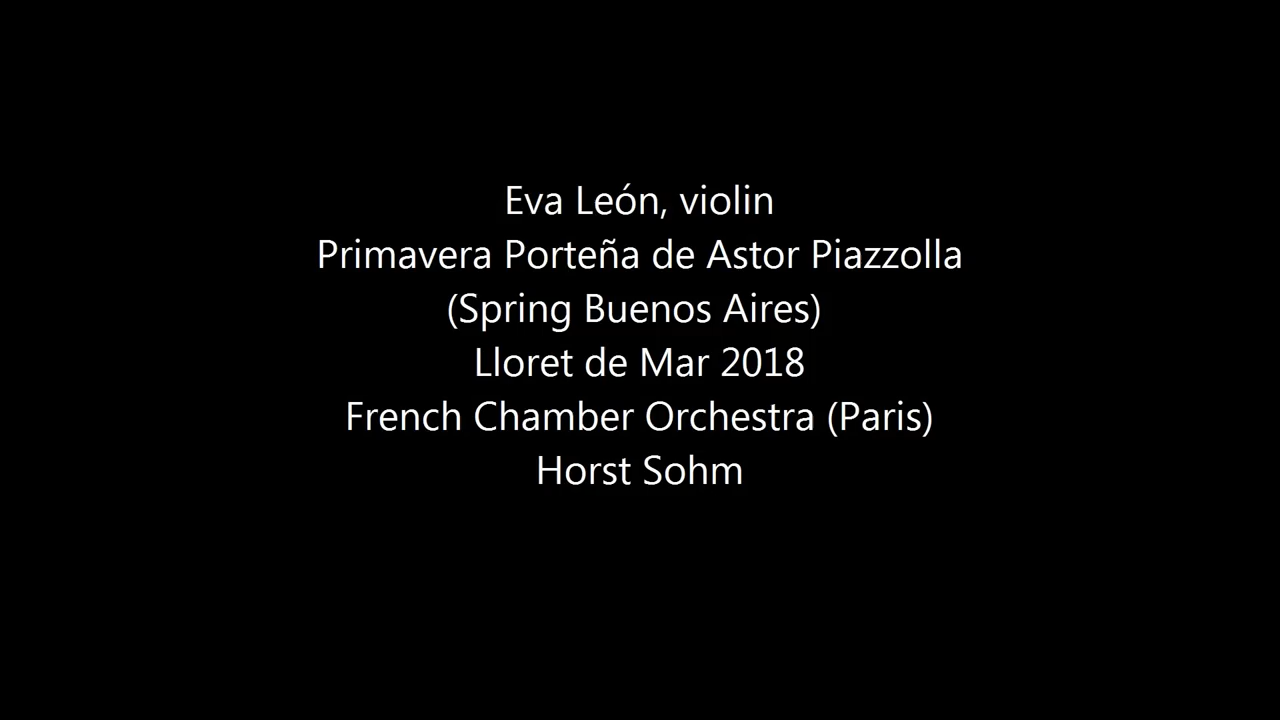 Eva León, violin
Primavera Porteña de Astor Piazzolla
(Spring Buenos Aires)
Lloret de Mar 2018
French Chamber Orchestra (Paris)
Horst Sohm